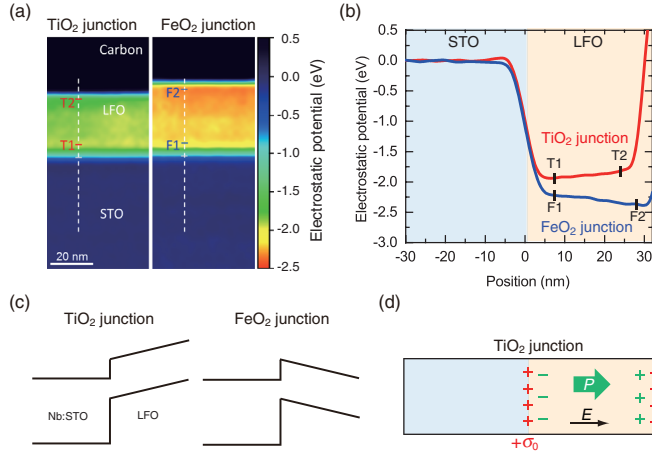 (a)
TiO₂ junction
FeO₂ junction
Carbon
T2
LFO
T1
F2
F1
STO
20 nm
0.5
0.0
-0.5
-1.0
-1.5
-2.0
-2.5
Electrostatic potential (eV)
(b)
STO
LFO
0.5
0.0
-0.5
-1.0
-1.5
-2.0
-2.5
-3.0
Electrostatic potential (eV)
TiO₂ junction
T1
T2
F1
F2
FeO₂ junction
-30
-20
-10
0
10
20
30
Position (nm)
(c)
TiO₂ junction
FeO₂ junction
Nb:STO
LFO
(d)
TiO₂ junction
+
−
P
+
+
+
−
+
+
+
−
E
+
+
+
−
+
+
+σ₀